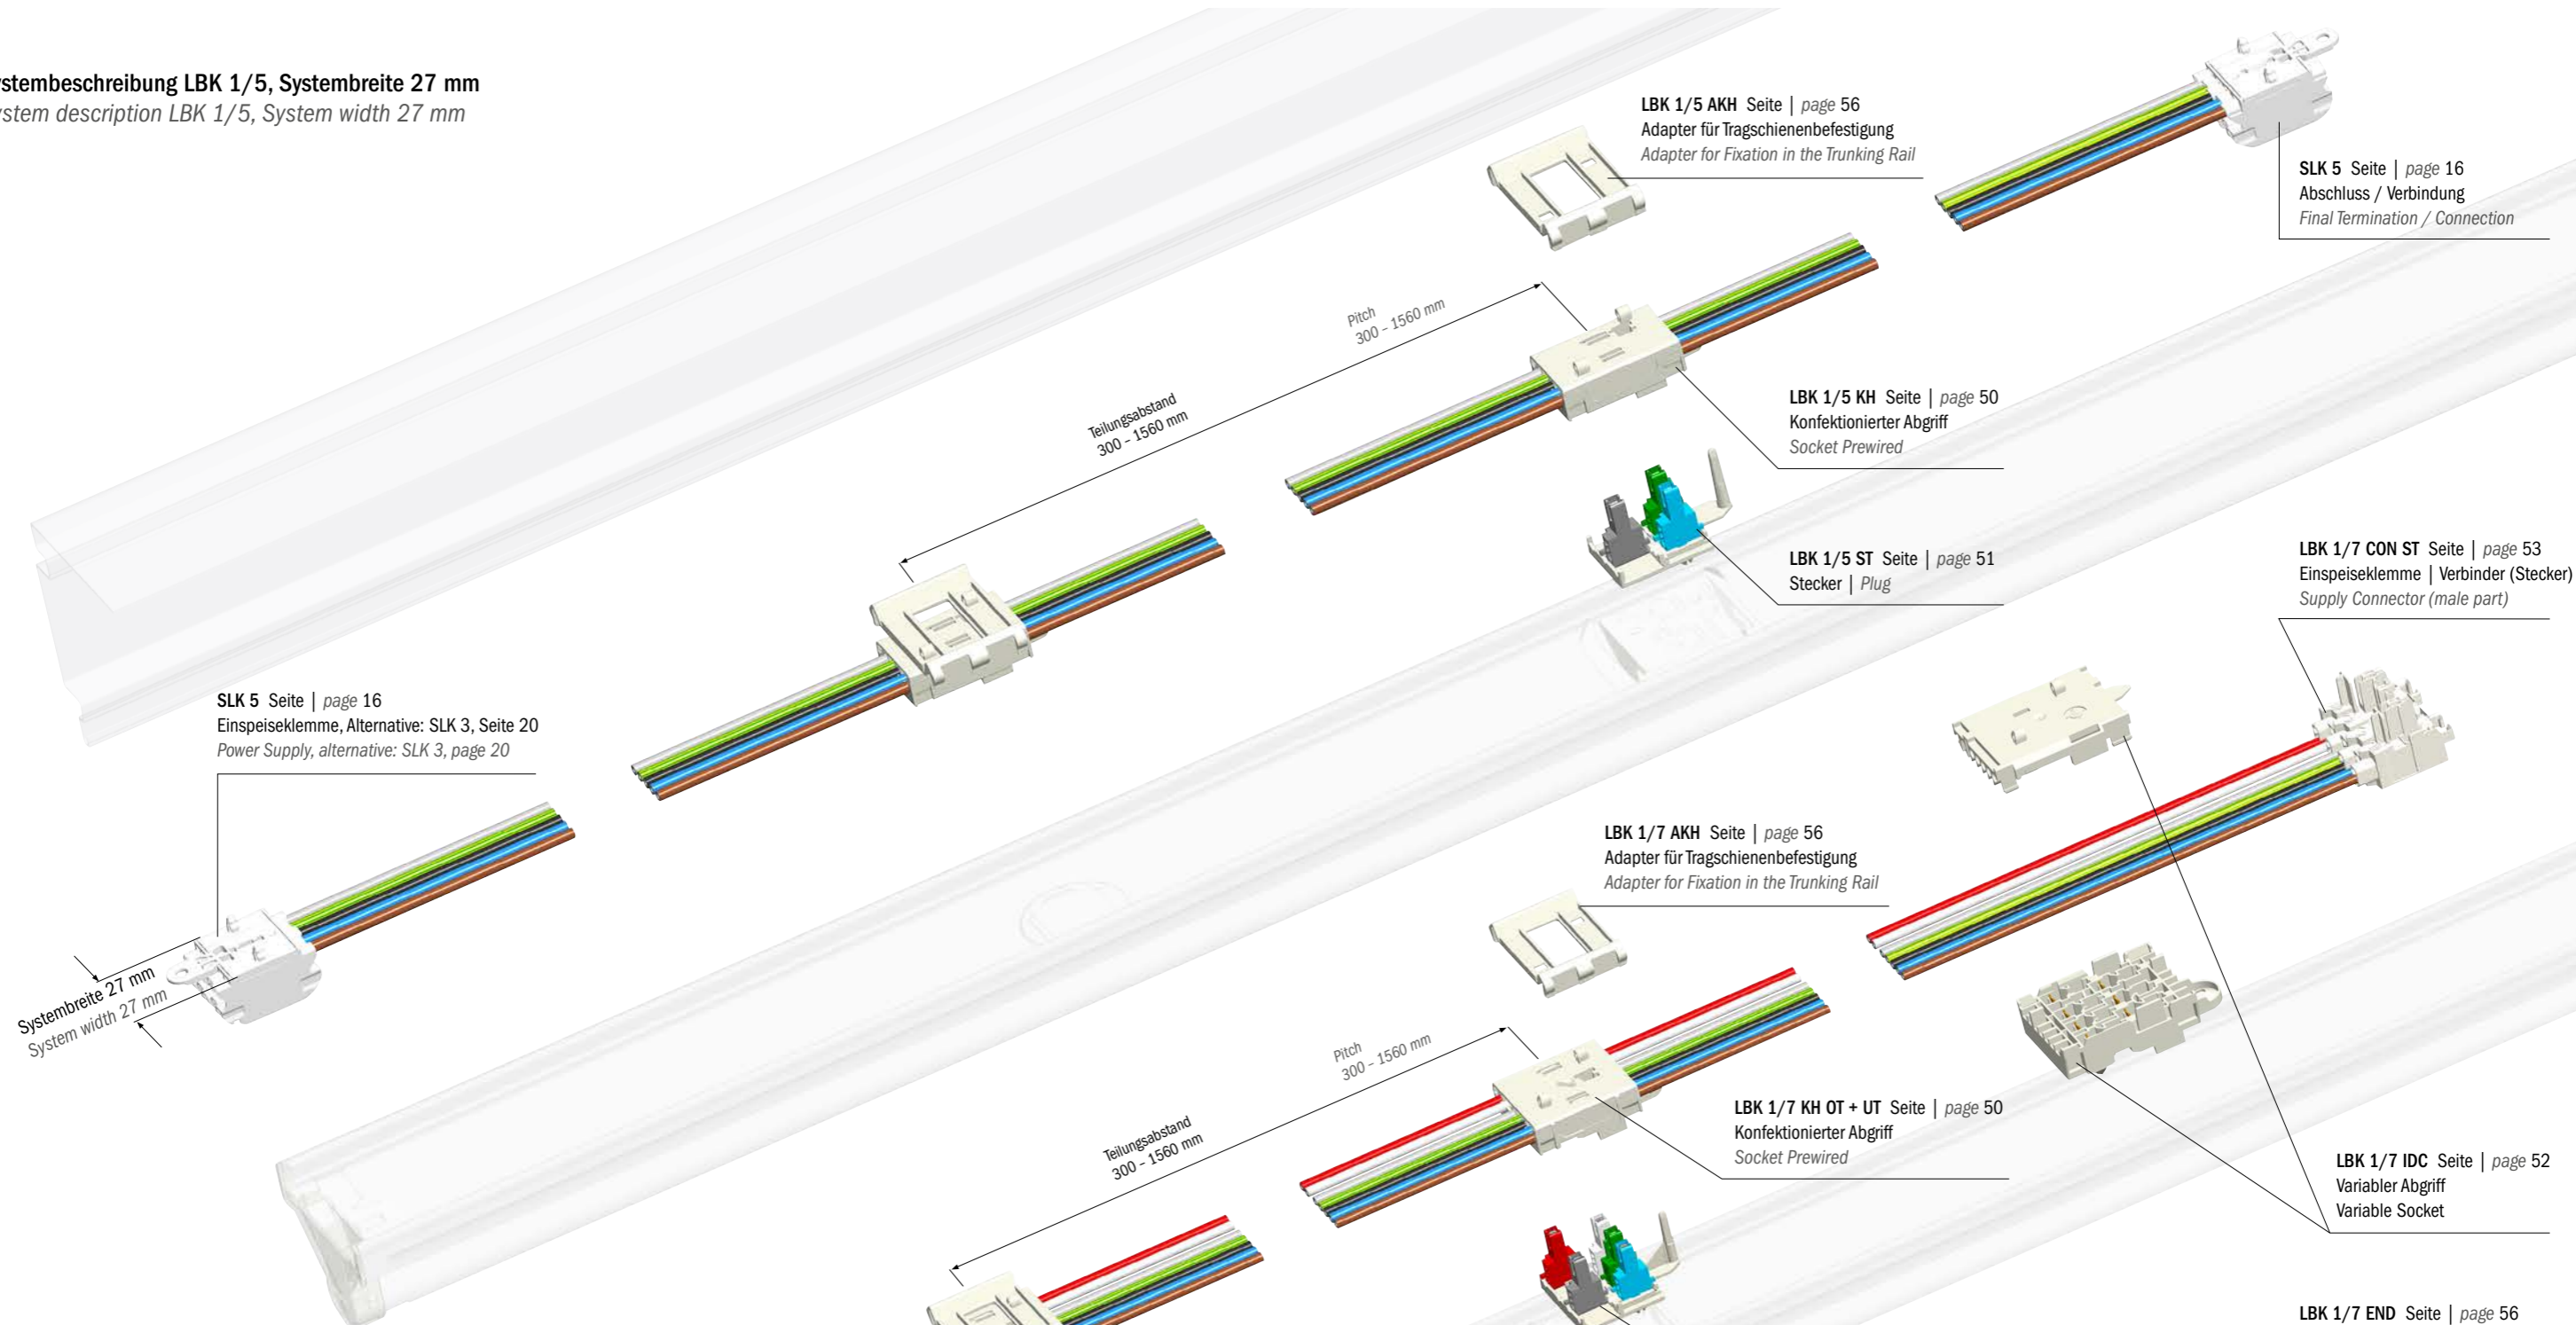 ystembeschreibung LBK 1/5, Systembreite 27 mm
ystem description LBK 1/5, System width 27 mm
LBK 1/5 AKH Seite | page 56
Adapter für Tragschienenbefestigung
Adapter for Fixation in the Trunking Rail
SLK 5 Seite | page 16
Abschluss / Verbindung
Final Termination / Connection
Pitch
300 – 1560 mm
Teilungsabstand
300 – 1560 mm
LBK 1/5 KH Seite | page 50
Konfektionierter Abgriff
Socket Prewired
LBK 1/5 ST Seite | page 51
Stecker | Plug
LBK 1/7 CON ST Seite | page 53
Einspeiseklemme | Verbinder (Stecker)
Supply Connector (male part)
SLK 5 Seite | page 16
Einspeiseklemme, Alternative: SLK 3, Seite 20
Power Supply, alternative: SLK 3, page 20
LBK 1/7 AKH Seite | page 56
Adapter für Tragschienenbefestigung
Adapter for Fixation in the Trunking Rail
Systembreite 27 mm
System width 27 mm
Pitch
300 – 1560 mm
Teilungsabstand
300 – 1560 mm
LBK 1/7 KH OT + UT Seite | page 50
Konfektionierter Abgriff
Socket Prewired
LBK 1/7 IDC Seite | page 52
Variabler Abgriff
Variable Socket
LBK 1/7 END Seite | page 56